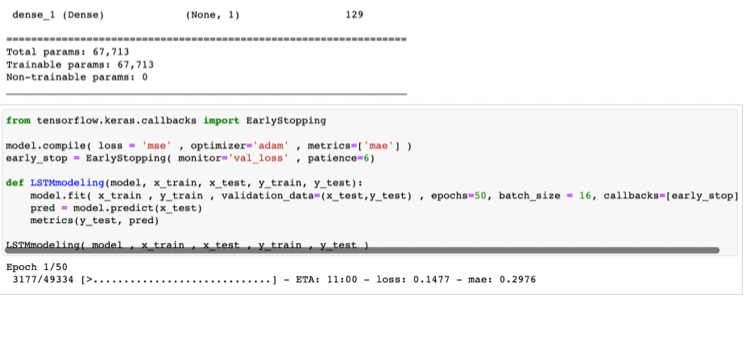 dense_1 (Dense) (None, 1) 129
=================================================================
Total params: 67,713
Trainable params: 67,713
Non-trainable params: 0
_________________________________________________________________
from tensorflow.keras.callbacks import EarlyStopping
model.compile( loss = 'mse' , optimizer='adam' , metrics=['mae'] )
early_stop = EarlyStopping( monitor='val_loss' , patience=6)
def LSTMmodeling(model, x_train, x_test, y_train, y_test):
model.fit( x_train , y_train , validation_data=(x_test,y_test) , epochs=50, batch_size = 16, callbacks=[early_stop]
pred = model.predict(x_test)
metrics(y_test, pred)
LSTMmodeling( model , x_train , x_test , y_train , y_test )
Epoch 1/50
3177/49334 [>.............................] - ETA: 11:00 - loss: 0.1477 - mae: 0.2976